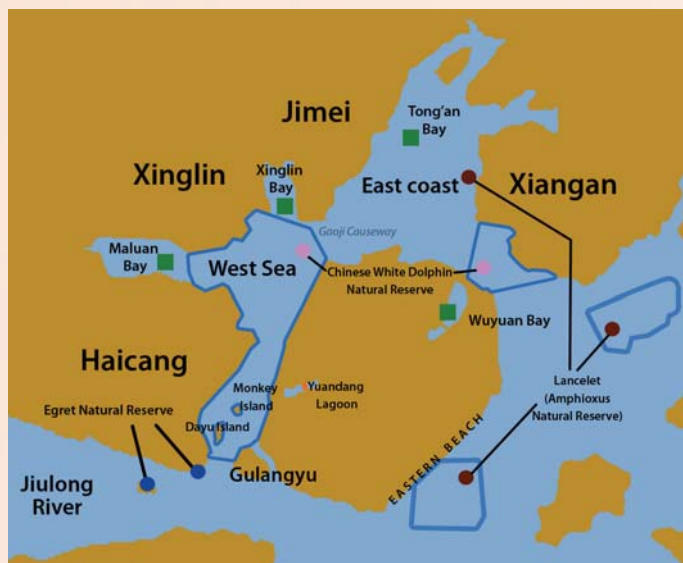 Jimei
Tong'an
Bay
Xinglin
Xinglin
Bay
East coast
Xiangan
Gaoji Causeway
Maluan
Bay
West Sea
Chinese White Dolphin
Natural Reserve
Wuyuan Bay
Haicang
Monkey
Island
Yuandang
Lagoon
Lancelet
(Amphioxus
Natural Reserve)
Egret Natural Reserve
Dayu Island
EASTERN BEACH
Gulangyu
Jiulong
River